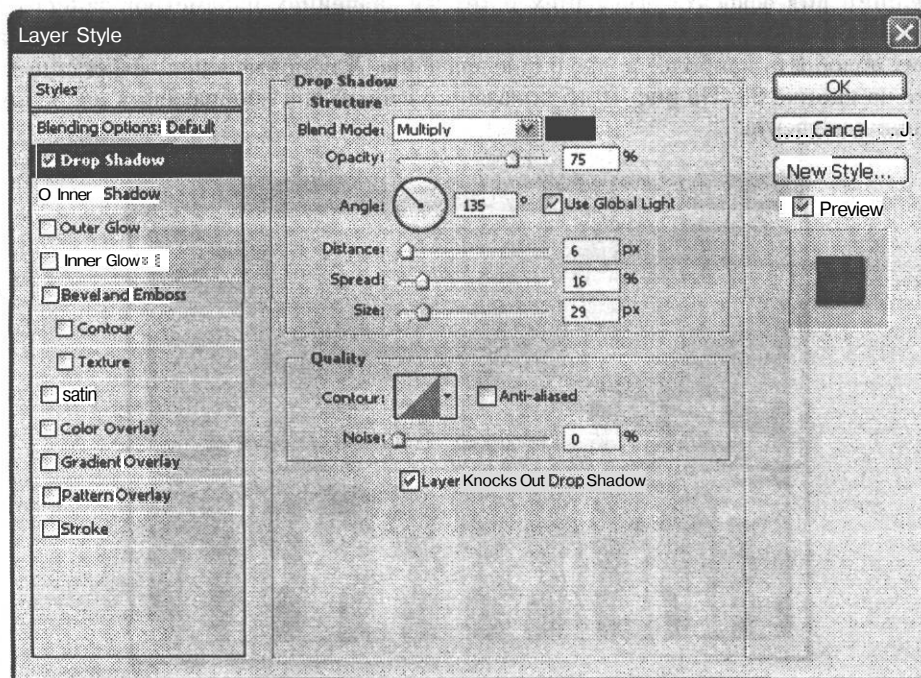 Layer Style
Styles
Blending Options: Default
Drop Shadow
O Inner Shadow
Outer Glow
Inner Glow
Bevel and Emboss
Contour
Texture
satin
Color Overlay
Gradient Overlay
Pattern Overlay
Stroke
Drop Shadow
Structure
Blend Mode: Multiply
Opacity: 75 %
Angle: 135 ° Use Global Light
Distance: 6 px
Spread: 16 %
Size: 29 px
Quality
Contour: Anti-aliased
Noise: 0 %
Layer Knocks Out Drop Shadow
OK
Cancel
New Style...
Preview